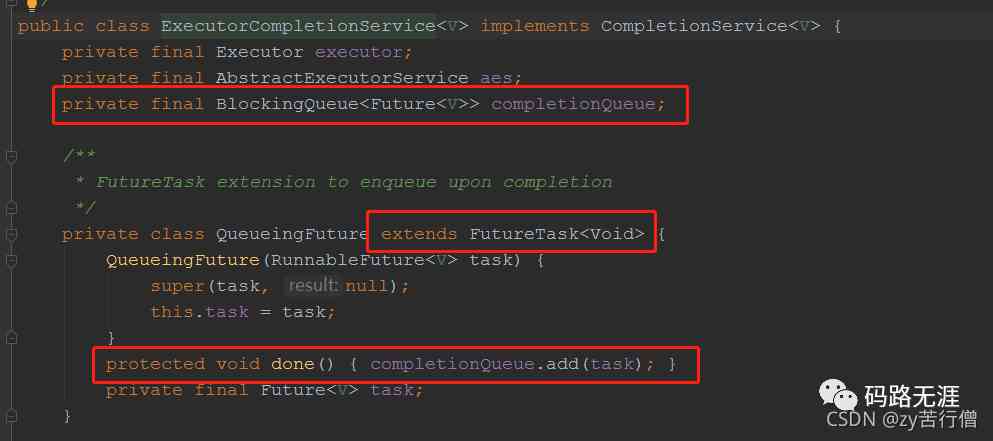 */
public class ExecutorCompletionService<V> implements CompletionService<V> {
private final Executor executor;
private final AbstractExecutorService aes;
private final BlockingQueue<Future<V>> completionQueue;
/**
* FutureTask extension to enqueue upon completion
*/
private class QueueingFuture extends FutureTask<Void> {
QueueingFuture(RunnableFuture<V> task) {
super(task, result: null);
this.task = task;
}
protected void done() { completionQueue.add(task); }
private final Future<V> task;
}
码路无涯
CSDN @zy苦行僧